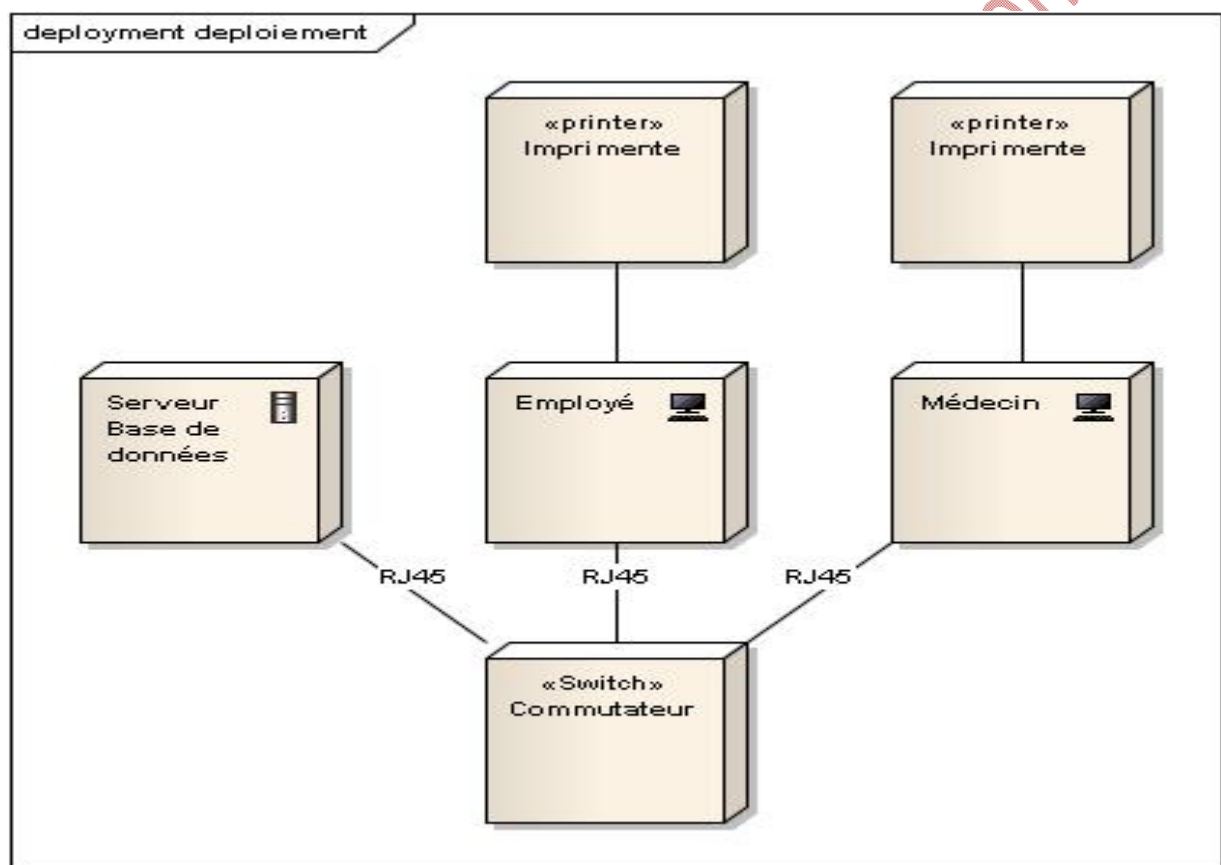 deployment deploiement
«printer»
Imprimente
«printer»
Imprimente
Serveur
Base de
données
Employé
Médecin
RJ45
RJ45
RJ45
«Switch»
Commutateur